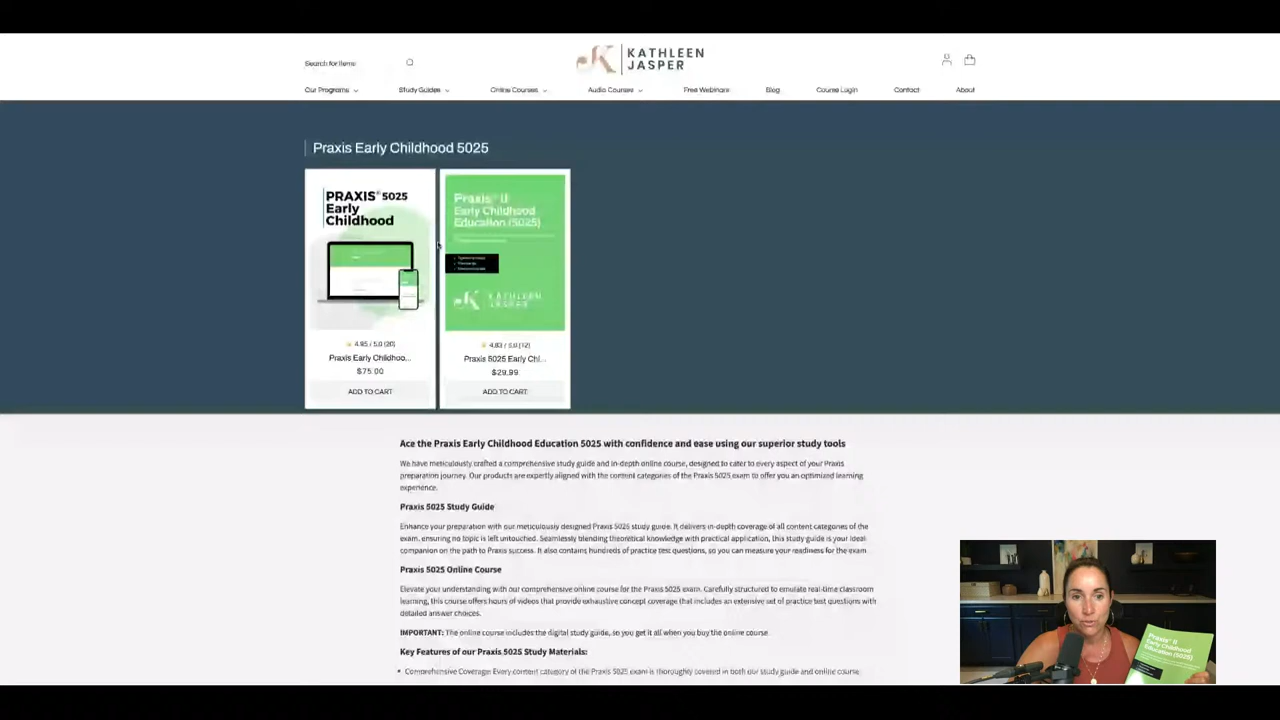 KATHLEEN
JASPER
Search for items
Our Programs
Study Guides
Online Courses
Audio Courses
Free Webinars
Blog
Course Login
Contact
About
Praxis Early Childhood 5025
PRAXIS® 5025
Early
Childhood
4.95 / 5.0 (20)
Praxis Early Childhoo...
$75.00
ADD TO CART
Praxis® II
Early Childhood
Education (5025)
KATHLEEN
JASPER
4.83 / 5.0 (12)
Praxis 5025 Early Chi...
$29.99
ADD TO CART
Ace the Praxis Early Childhood Education 5025 with confidence and ease using our superior study tools
We have meticulously crafted a comprehensive study guide and in-depth online course, designed to cater to every aspect of your Praxis
preparation journey. Our products are expertly aligned with the content categories of the Praxis 5025 exam to offer you an optimized learning
experience.
Praxis 5025 Study Guide
Enhance your preparation with our meticulously designed Praxis 5025 study guide. It delivers in-depth coverage of all content categories of the
exam, ensuring no topic is left untouched. Seamlessly blending theoretical knowledge with practical application, this study guide is your ideal
companion on the path to Praxis success. It also contains hundreds of practice test questions, so you can measure your readiness for the exam
Praxis 5025 Online Course
Elevate your understanding with our comprehensive online course for the Praxis 5025 exam. Carefully structured to emulate real-time classroom
learning, this course offers hours of videos that provide exhaustive concept coverage that includes an extensive set of practice test questions with
detailed answer choices.
IMPORTANT: The online course includes the digital study guide, so you get it all when you buy the online course.
Key Features of our Praxis 5025 Study Materials:
• Comprehensive Coverage: Every content category of the Praxis 5025 exam is thoroughly covered in both our study guide and online course
Praxis® II
Early Childhood
Education (5025)